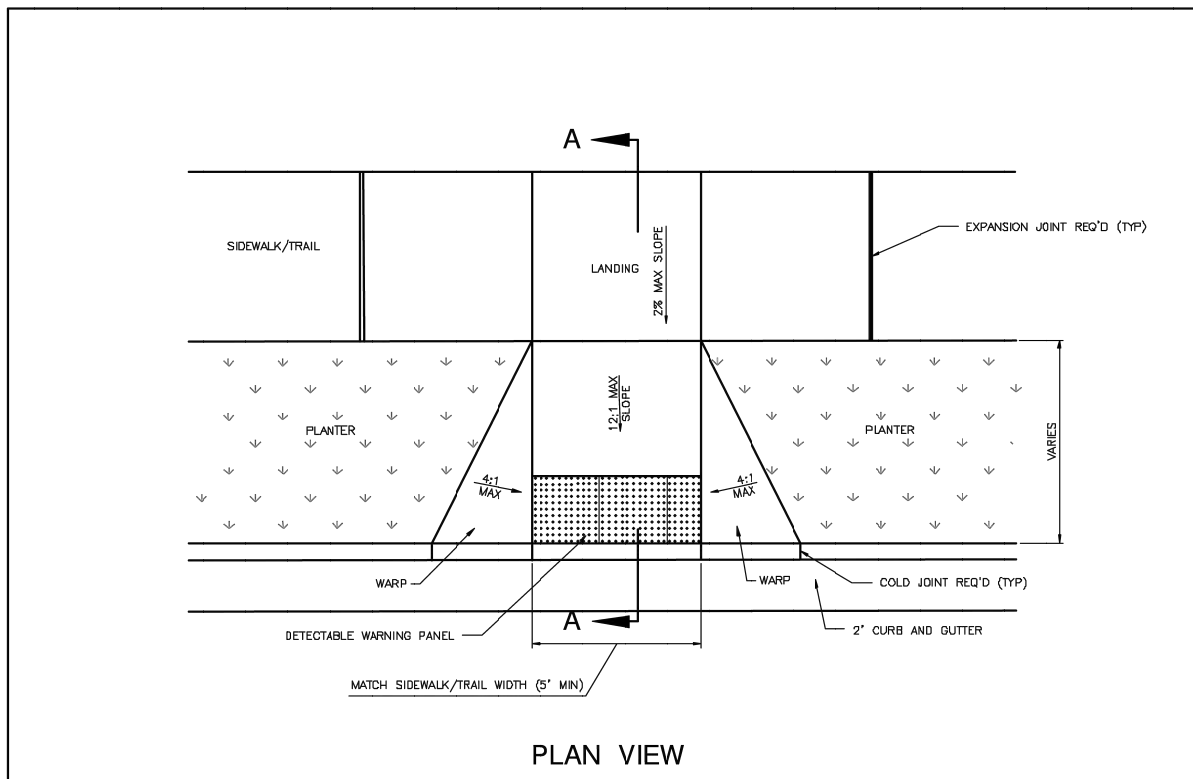 A
EXPANSION JOINT REQ'D (TYP)
SIDEWALK/TRAIL
LANDING
2% MAX SLOPE
12:1 MAX
SLOPE
PLANTER
PLANTER
VARIES
4:1
MAX
4:1
MAX
WARP
WARP
COLD JOINT REQ'D (TYP)
A
DETECTABLE WARNING PANEL
2' CURB AND GUTTER
MATCH SIDEWALK/TRAIL WIDTH (5' MIN)
PLAN VIEW